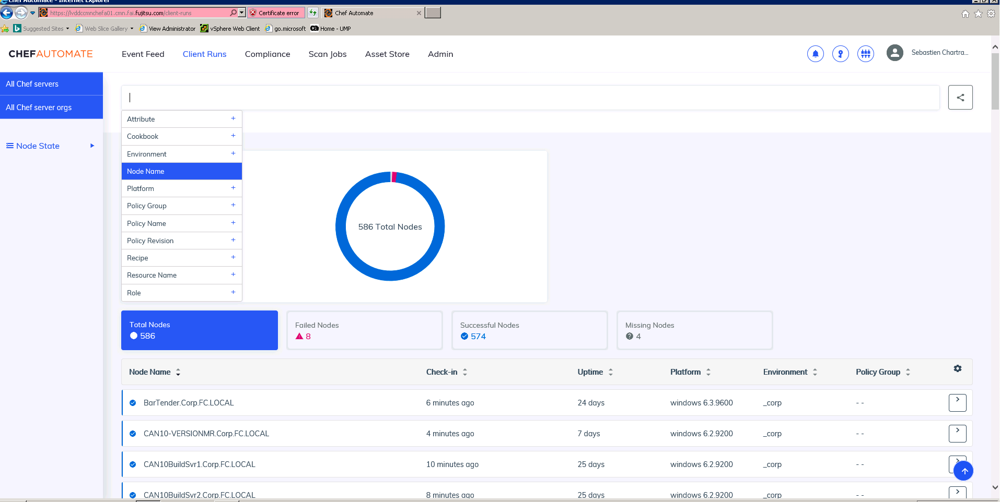 Chef Automate - Internet Explorer
https://lvddccmnchefa01.cmn.fai.fujitsu.com/client-runs Certificate error Chef Automate
Suggested Sites Web Slice Gallery View Administrator vSphere Web Client go.microsoft Home - UMP
CHEFAUTOMATE Event Feed Client Runs Compliance Scan Jobs Asset Store Admin Sebastien Chartra...
All Chef servers
All Chef server orgs
Node State
Attribute +
Cookbook +
Environment +
Node Name
Platform +
Policy Group +
Policy Name +
Policy Revision +
Recipe +
Resource Name +
Role +
586 Total Nodes
Total Nodes
586
Failed Nodes
8
Successful Nodes
574
Missing Nodes
4
Node Name Check-in Uptime Platform Environment Policy Group
BarTender.Corp.FC.LOCAL 6 minutes ago 24 days windows 6.3.9600 _corp - -
CAN10-VERSIONMR.Corp.FC.LOCAL 4 minutes ago 7 days windows 6.2.9200 _corp - -
CAN10BuildSvr1.Corp.FC.LOCAL 10 minutes ago 25 days windows 6.2.9200 _corp - -
CAN10BuildSvr2.Corp.FC.LOCAL 8 minutes ago 25 days windows 6.2.9200 _corp - -